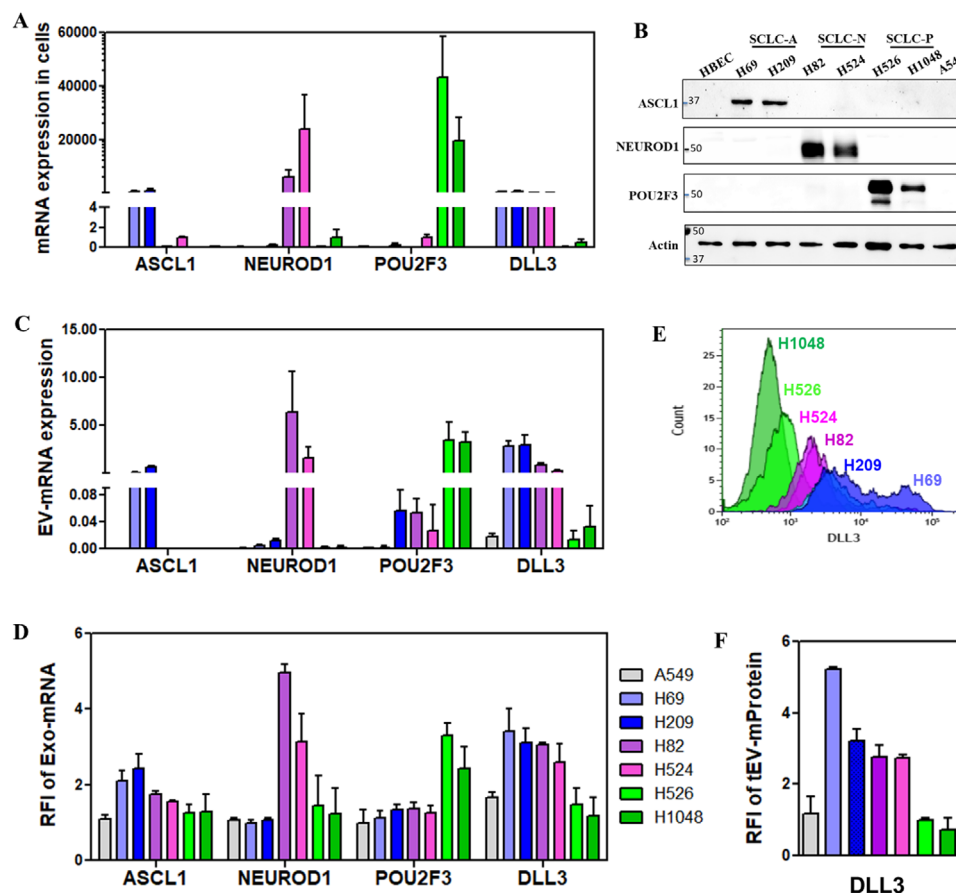 A
mRNA expression in cells
60000
40000
20000
4
2
0
ASCL1 NEUROD1 POU2F3 DLL3
B
SCLC-A SCLC-N SCLC-P
HBEC H69 H209 H82 H524 H526 H1048 A54
ASCL1 37
NEUROD1 50
POU2F3 50
Actin 50
37
C
EV-mRNA expression
15.00
10.00
5.00
0.08
0.04
0.00
ASCL1 NEUROD1 POU2F3 DLL3
E
Count
25
20
15
10
5
0
H1048
H526
H524
H82
H209
H69
10² 10³ 10⁴ 10⁵
DLL3
D
RFI of Exo-mRNA
6
4
2
0
ASCL1 NEUROD1 POU2F3 DLL3
A549
H69
H209
H82
H524
H526
H1048
F
RFI of tEV-mProtein
6
4
2
0
DLL3